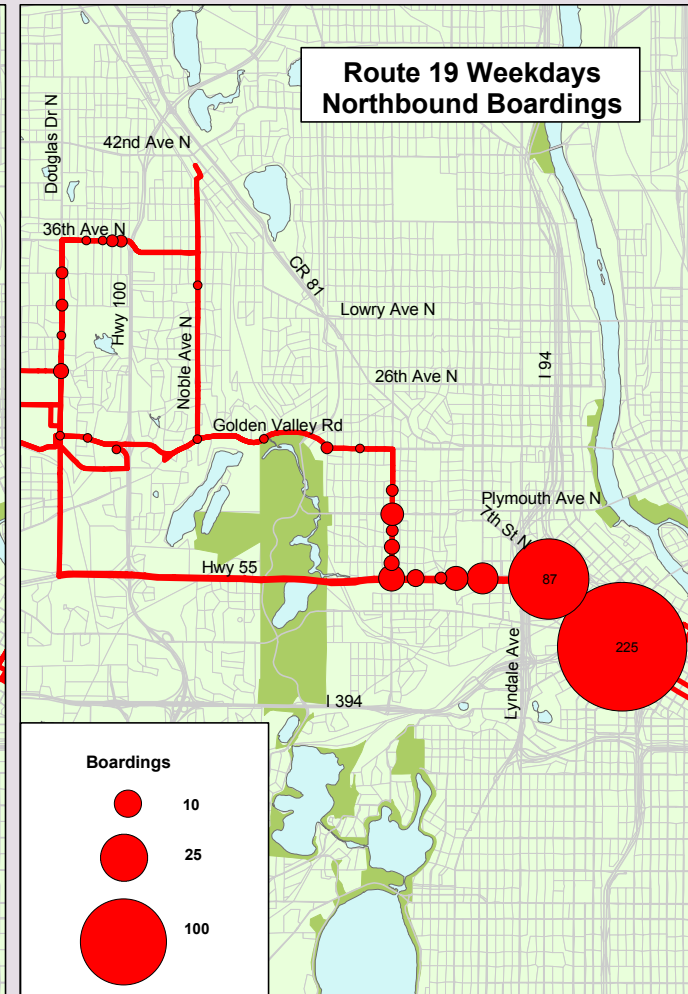 Route 19 Weekdays
Northbound Boardings
Douglas Dr N
42nd Ave N
36th Ave N
Hwy 100
CR 81
Noble Ave N
Lowry Ave N
I 94
26th Ave N
Golden Valley Rd
Plymouth Ave N
7th St N
Hwy 55
87
225
Lyndale Ave
I 394
Boardings
10
25
100